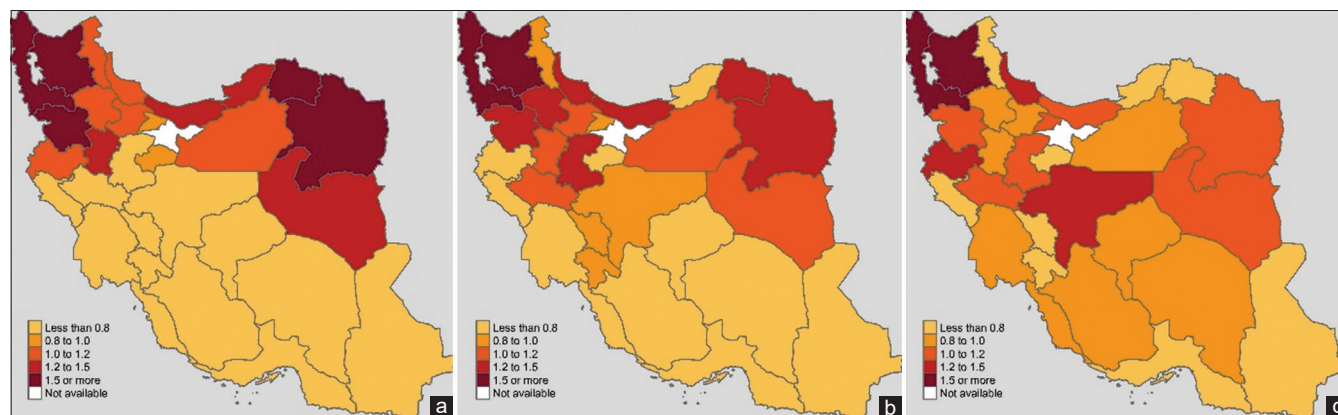 Less than 0.8
0.8 to 1.0
1.0 to 1.2
1.2 to 1.5
1.5 or more
Not available
a
Less than 0.8
0.8 to 1.0
1.0 to 1.2
1.2 to 1.5
1.5 or more
Not available
b
Less than 0.8
0.8 to 1.0
1.0 to 1.2
1.2 to 1.5
1.5 or more
Not available
c